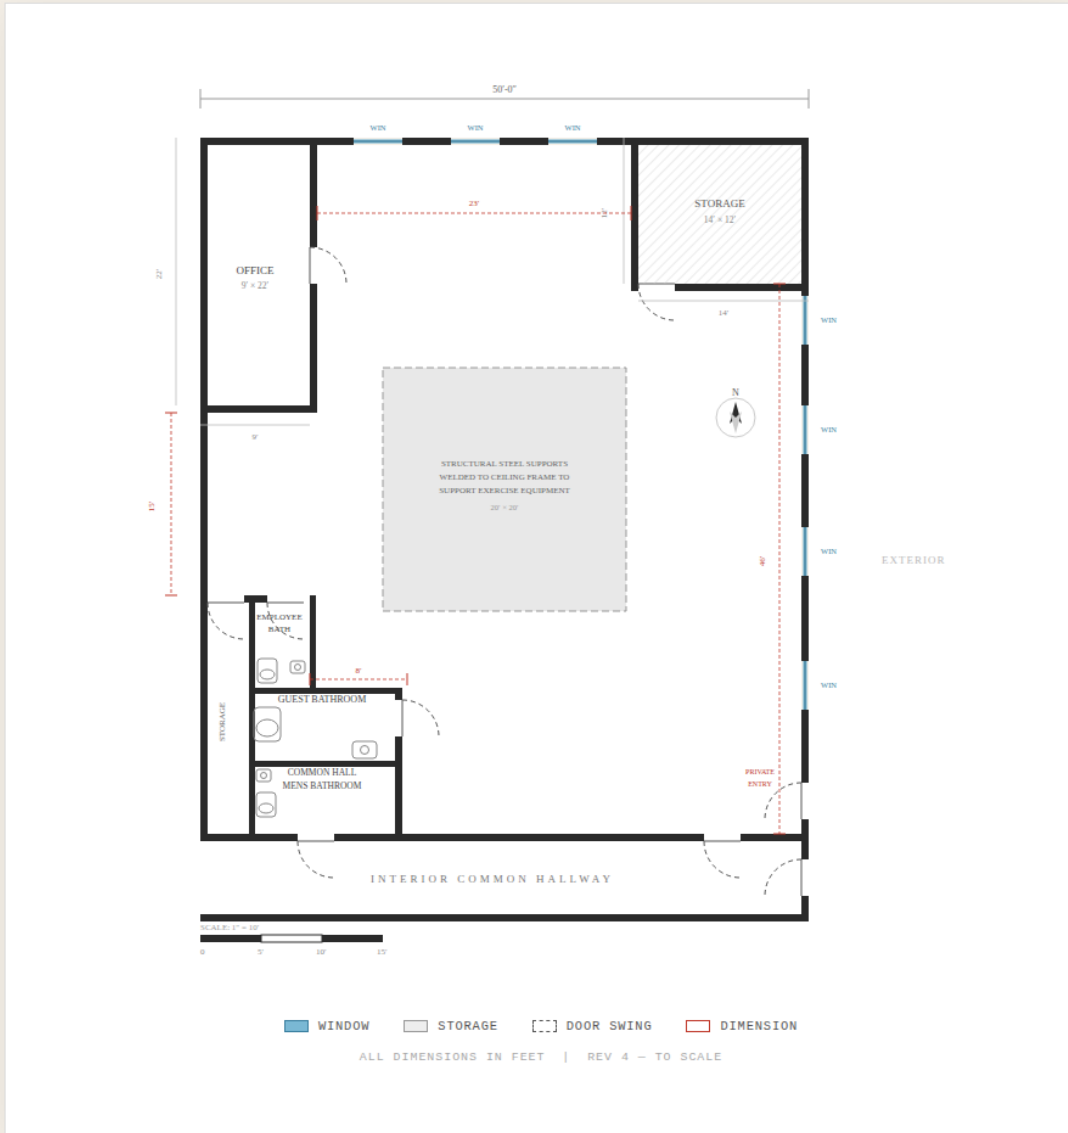 50'-0"
WIN
WIN
WIN
23'
12'
STORAGE
14' × 12'
OFFICE
9' × 22'
22'
14'
WIN
N
WIN
9'
STRUCTURAL STEEL SUPPORTS
WELDED TO CEILING FRAME TO
SUPPORT EXERCISE EQUIPMENT
20' × 20'
15'
WIN
46'
EXTERIOR
EMPLOYEE
BATH
8'
WIN
GUEST BATHROOM
STORAGE
COMMON HALL
MENS BATHROOM
PRIVATE
ENTRY
INTERIOR COMMON HALLWAY
SCALE: 1" = 10'
0 5' 10' 15'
WINDOW STORAGE DOOR SWING DIMENSION
ALL DIMENSIONS IN FEET | REV 4 — TO SCALE